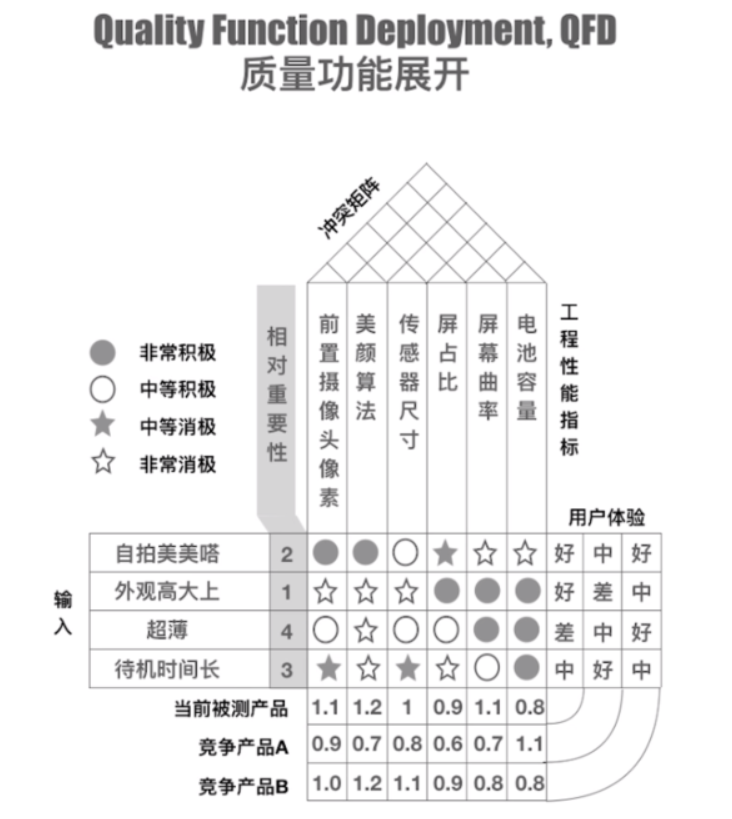 Quality Function Deployment, QFD
质量功能展开
冲突矩阵
相对重要性
前置摄像头像素
美颜算法
传感器尺寸
屏占比
屏幕曲率
电池容量
工程性能指标
非常积极
中等积极
中等消极
非常消极
用户体验
输入
自拍美美嗒 2 好 中 好
外观高大上 1 好 差 中
超薄 4 差 中 好
待机时间长 3 中 好 中
当前被测产品 1.1 1.2 1 0.9 1.1 0.8
竞争产品A 0.9 0.7 0.8 0.6 0.7 1.1
竞争产品B 1.0 1.2 1.1 0.9 0.8 0.8